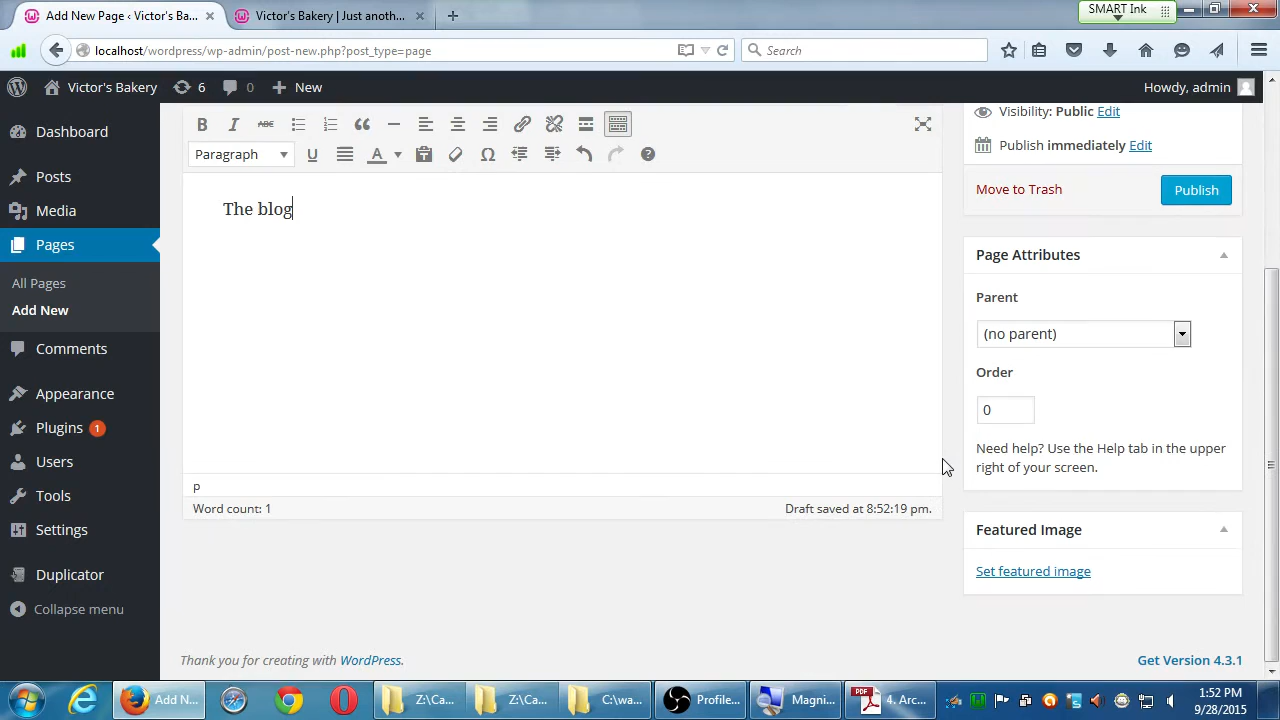 Add New Page ‹ Victor's Ba... ×
Victor's Bakery | Just anoth... ×
SMART Ink
localhost/wordpress/wp-admin/post-new.php?post_type=page
Search
Victor's Bakery 6 0 New
Howdy, admin
Dashboard
Posts
Media
Pages
All Pages
Add New
Comments
Appearance
Plugins 1
Users
Tools
Settings
Duplicator
Collapse menu
B I ABC
Paragraph U A Ω
The blog
p
Word count: 1
Draft saved at 8:52:19 pm.
Visibility: Public Edit
Publish immediately Edit
Move to Trash
Publish
Page Attributes
Parent
(no parent)
Order
0
Need help? Use the Help tab in the upper
right of your screen.
Featured Image
Set featured image
Thank you for creating with WordPress.
Get Version 4.3.1
Add N...
Z:\Ca...
Z:\Ca...
C:\wa...
Profile...
Magni...
PDF
4. Arc...
1:52 PM
9/28/2015